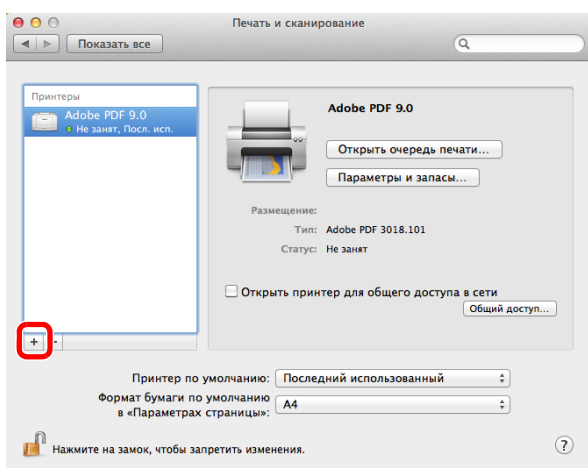 Печать и сканирование
Показать все
Принтеры
Adobe PDF 9.0
Не занят, Посл. исп.
Adobe PDF 9.0
Открыть очередь печати...
Параметры и запасы...
Размещение:
Тип: Adobe PDF 3018.101
Статус: Не занят
Открыть принтер для общего доступа в сети
Общий доступ...
+ -
Принтер по умолчанию: Последний использованный
Формат бумаги по умолчанию
в «Параметрах страницы»: A4
Нажмите на замок, чтобы запретить изменения.
?